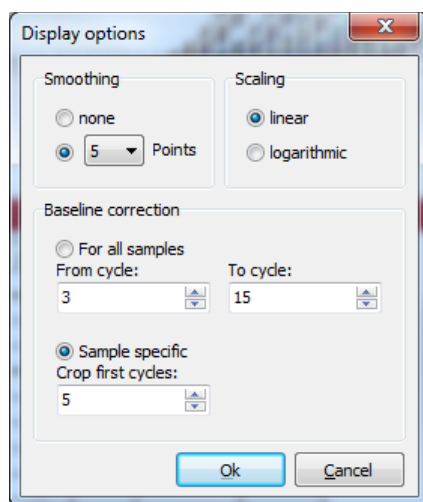 Display options
Smoothing
Scaling
none
linear
5 Points
logarithmic
Baseline correction
For all samples
From cycle: To cycle:
3 15
Sample specific
Crop first cycles:
5
Ok Cancel